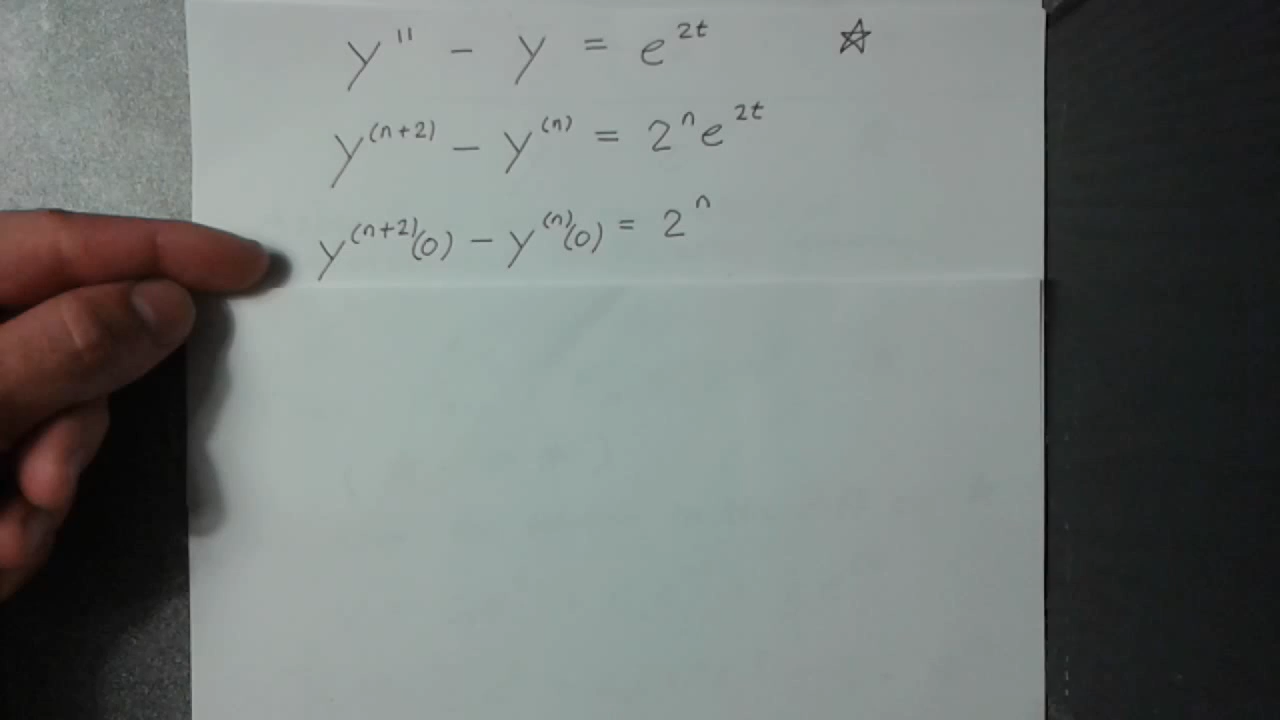 y'' - y = e^{2t} ☆
y^{(n+2)} - y^{(n)} = 2^n e^{2t}
y^{(n+2)}(0) - y^{(n)}(0) = 2^n